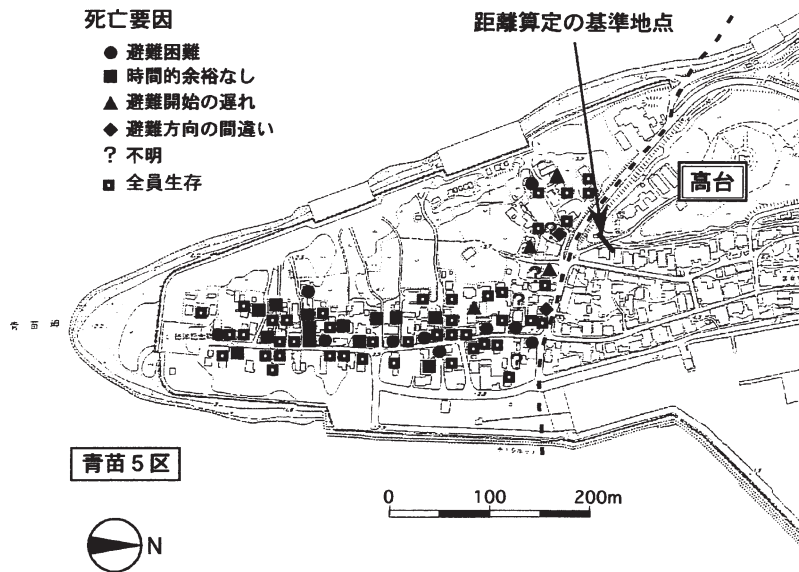 死亡要因
避難困難
時間的余裕なし
避難開始の遅れ
避難方向の間違い
? 不明
全員生存
距離算定の基準地点
高台
青苗5区
0 100 200m
N